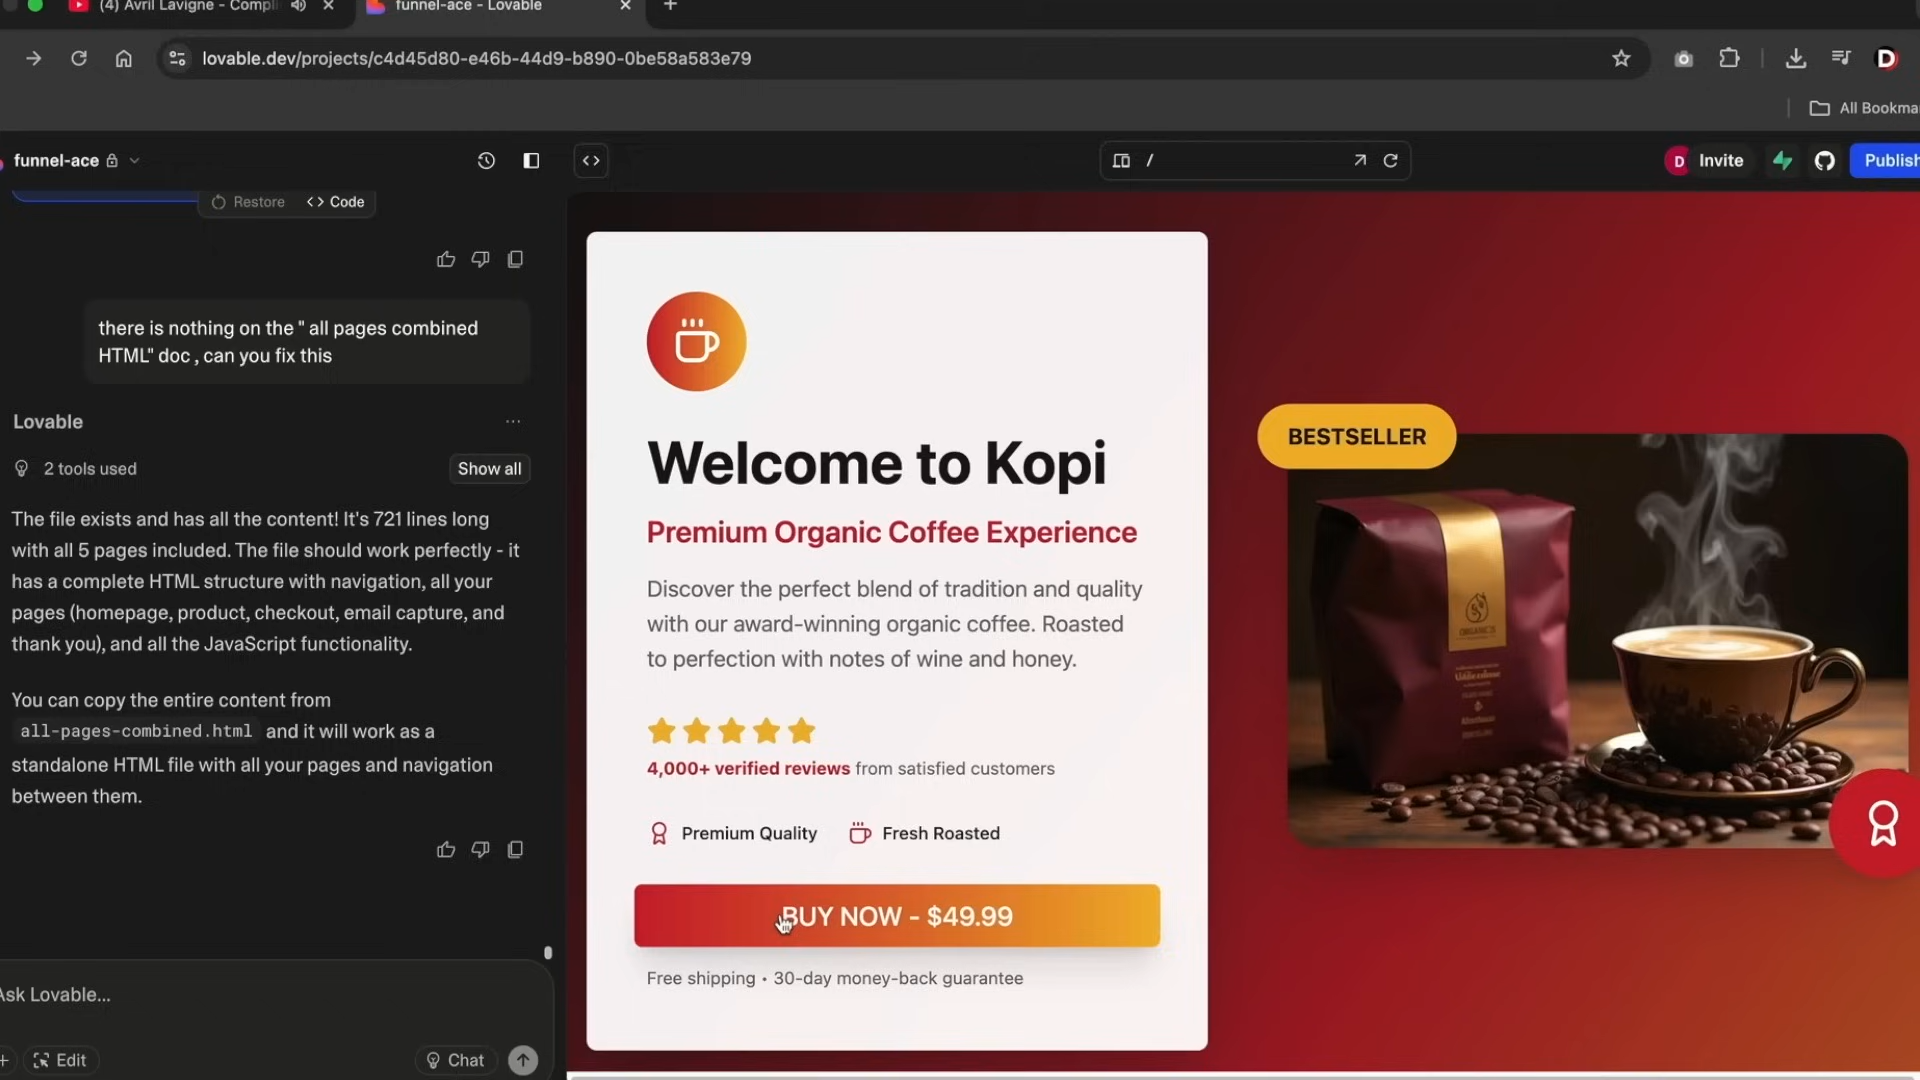 (4) Avril Lavigne - Compli
funnel-ace - Lovable
lovable.dev/projects/c4d45d80-e46b-44d9-b890-0be58a583e79
D
All Bookmar
funnel-ace
/
D
Invite
Publish
Restore
Code
there is nothing on the " all pages combined
HTML" doc , can you fix this
Lovable
2 tools used
Show all
The file exists and has all the content! It's 721 lines long
with all 5 pages included. The file should work perfectly - it
has a complete HTML structure with navigation, all your
pages (homepage, product, checkout, email capture, and
thank you), and all the JavaScript functionality.
You can copy the entire content from
all-pages-combined.html and it will work as a
standalone HTML file with all your pages and navigation
between them.
Ask Lovable...
Edit
Chat
Welcome to Kopi
Premium Organic Coffee Experience
Discover the perfect blend of tradition and quality
with our award-winning organic coffee. Roasted
to perfection with notes of wine and honey.
4,000+ verified reviews from satisfied customers
Premium Quality
Fresh Roasted
BUY NOW - $49.99
Free shipping • 30-day money-back guarantee
BESTSELLER